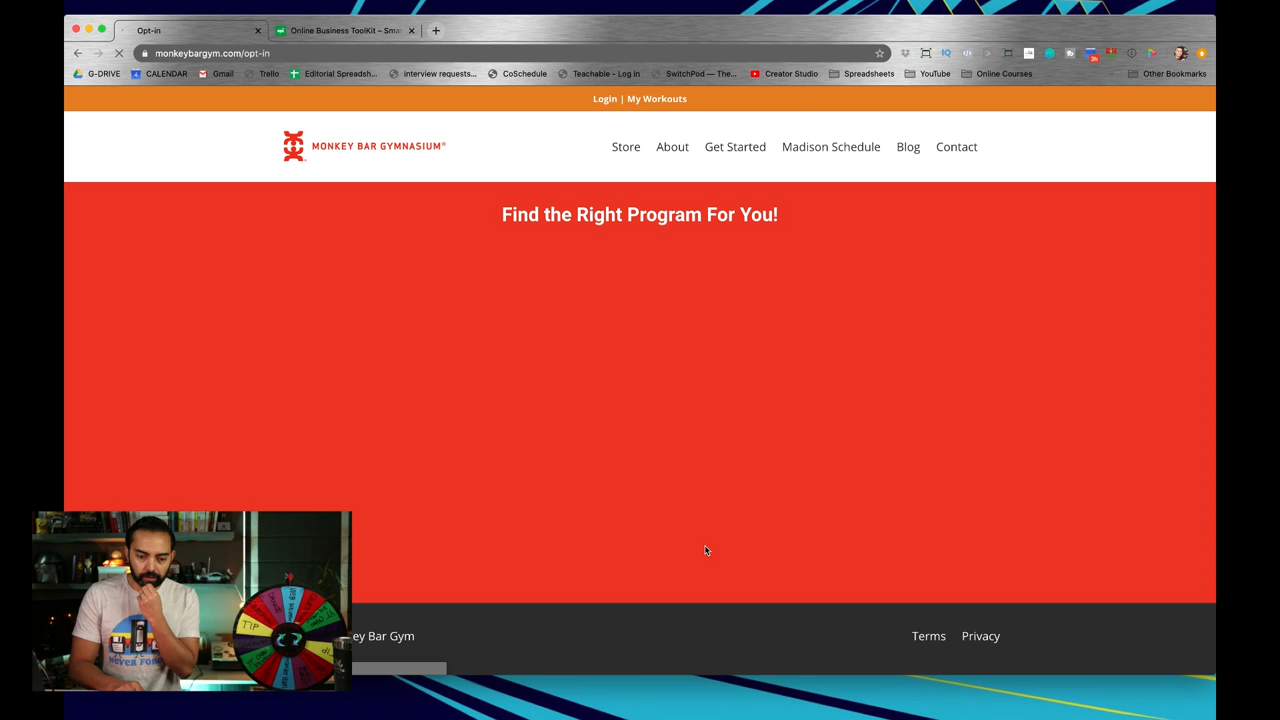 Opt-in
Online Business ToolKit – Sma
monkeybargym.com/opt-in
G-DRIVE
CALENDAR
Gmail
Trello
Editorial Spreadsh...
interview requests...
CoSchedule
Teachable - Log in
SwitchPod — The...
Creator Studio
Spreadsheets
YouTube
Online Courses
Other Bookmarks
Login | My Workouts
MONKEY BAR GYMNASIUM®
Store
About
Get Started
Madison Schedule
Blog
Contact
Find the Right Program For You!
ey Bar Gym
Terms
Privacy
TIP
NEVER FORG